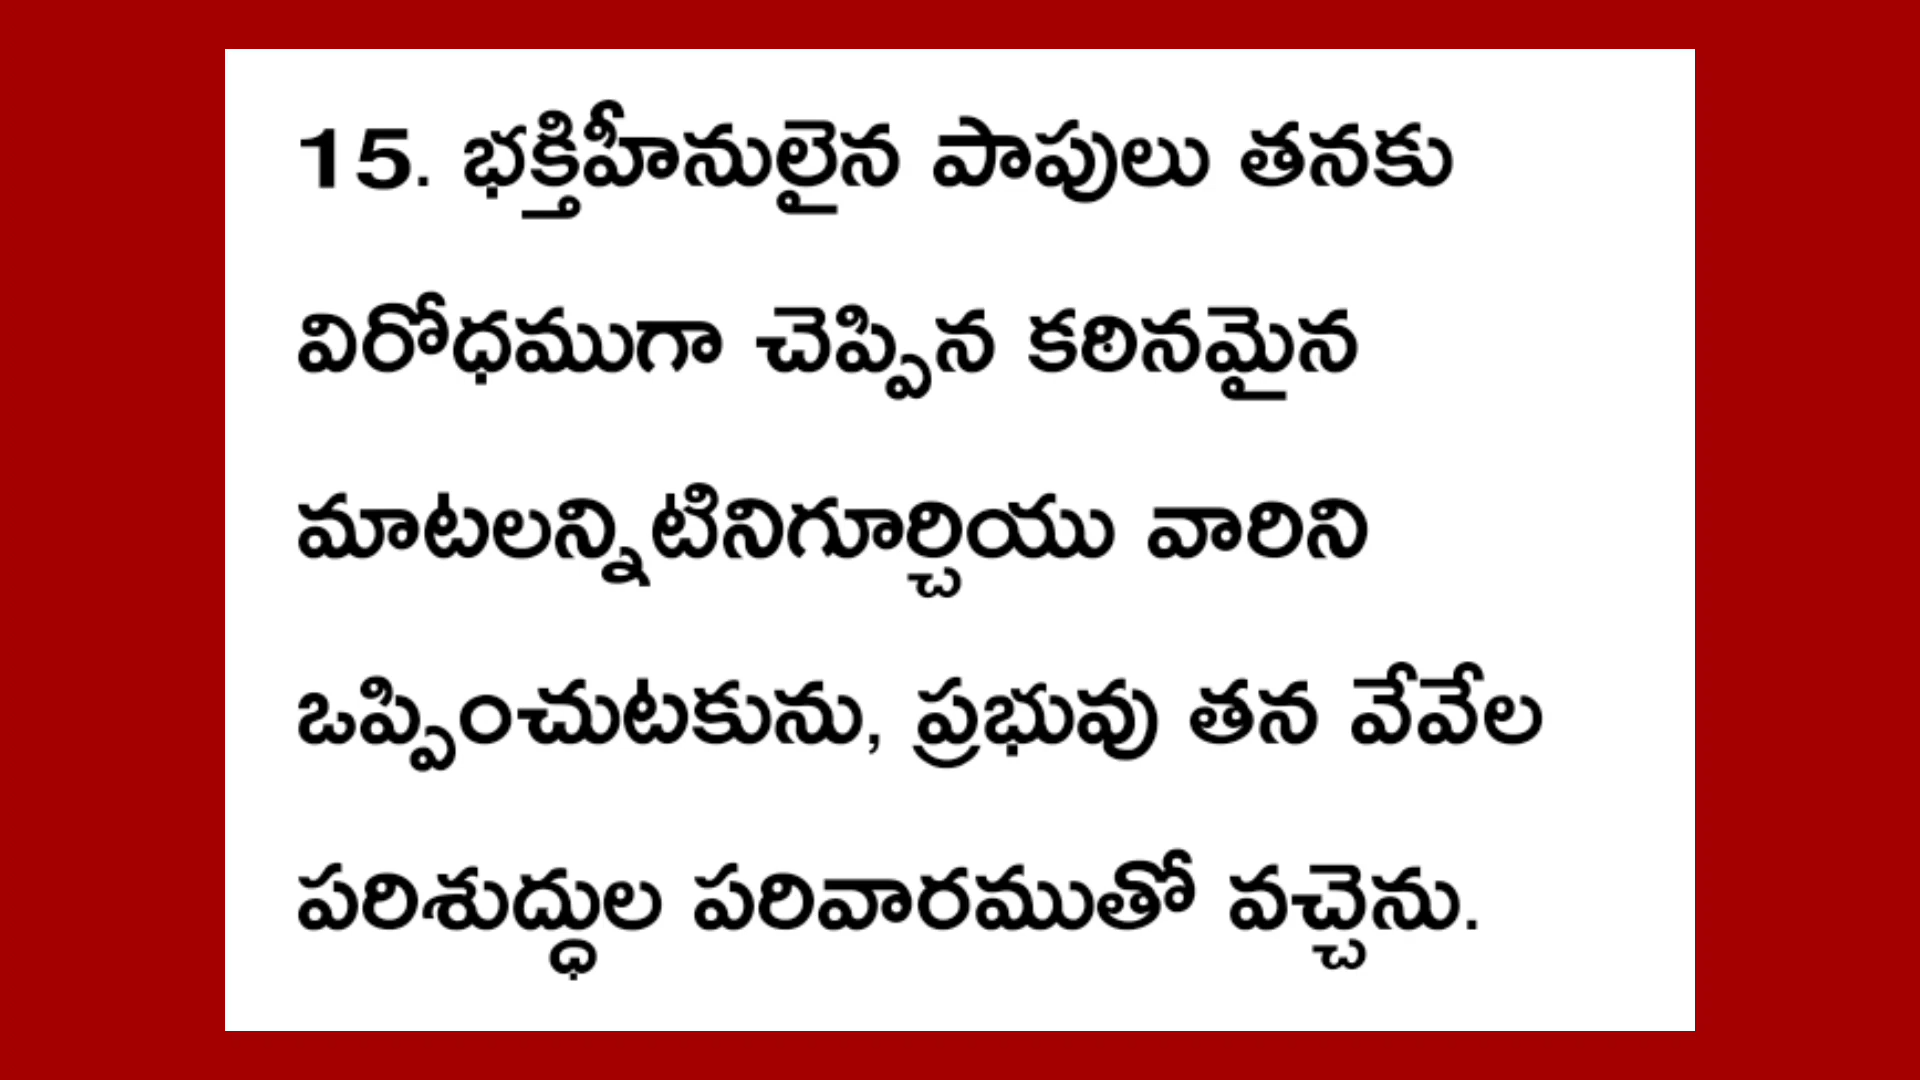 15. భక్తిహీనులైన పాపులు తనకు
విరోధముగా చెప్పిన కఠినమైన
మాటలన్నిటినిగూర్చియు వారిని
ఒప్పించుటకును, ప్రభువు తన వేవేల
పరిశుద్ధుల పరివారముతో వచ్చెను.